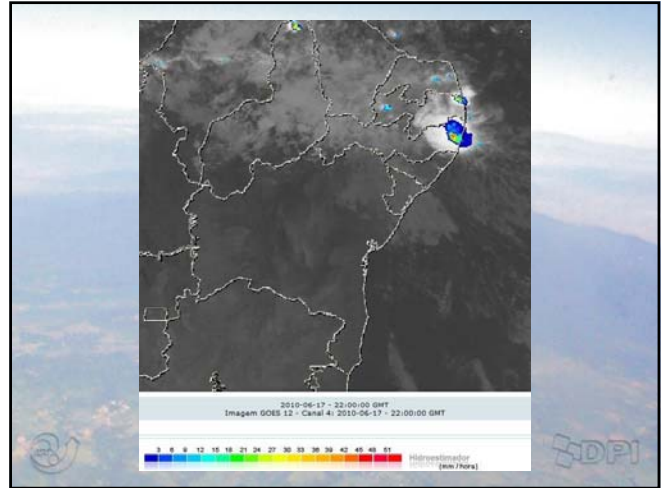 2010-06-17 - 22:00:00 GMT
Imagem GOES 12 - Canal 4: 2010-06-17 - 22:00:00 GMT
3 6 9 12 15 18 21 24 27 30 33 36 39 42 45 48 51
Hidroestimador
(mm/hora)
DPI